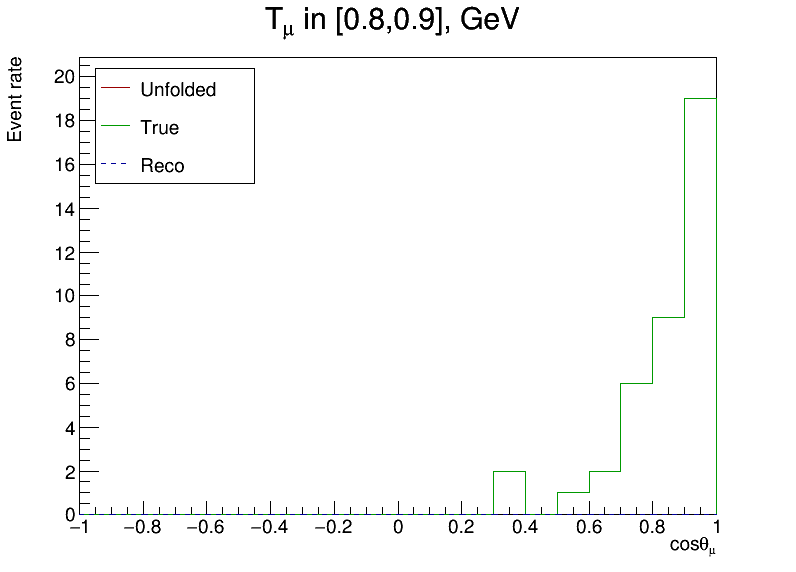 T_μ in [0.8,0.9], GeV
Event rate
Unfolded
True
Reco
20
18
16
14
12
10
8
6
4
2
0
−1 −0.8 −0.6 −0.4 −0.2 0 0.2 0.4 0.6 0.8 1
cosθ_μ